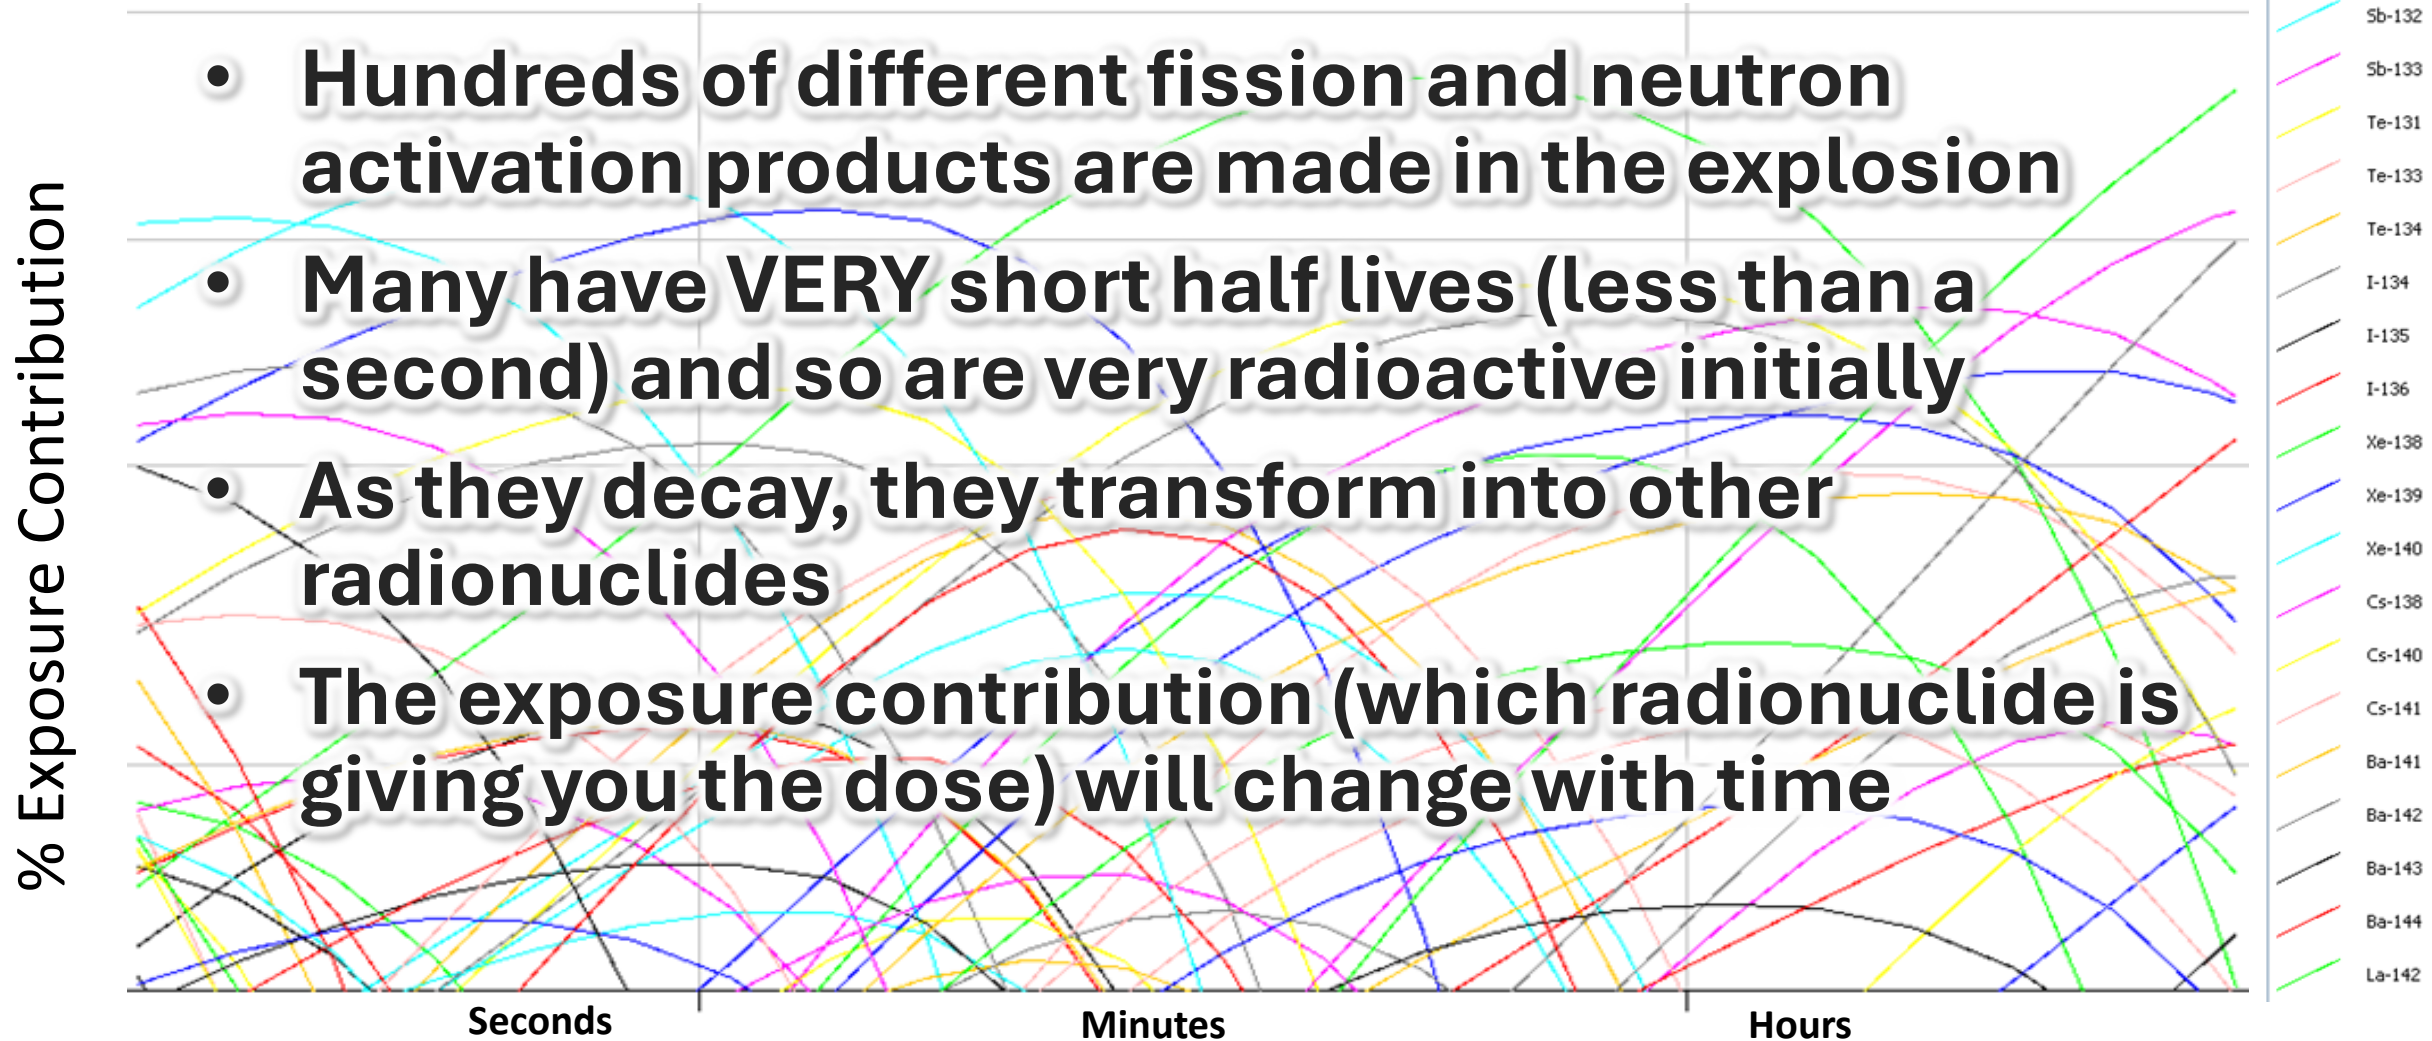 % Exposure Contribution
• Hundreds of different fission and neutron
activation products are made in the explosion
• Many have VERY short half lives (less than a
second) and so are very radioactive initially
• As they decay, they transform into other
radionuclides
• The exposure contribution (which radionuclide is
giving you the dose) will change with time
Seconds
Minutes
Hours
Sb-132
Sb-133
Te-131
Te-133
Te-134
I-134
I-135
I-136
Xe-138
Xe-139
Xe-140
Cs-138
Cs-140
Cs-141
Ba-141
Ba-142
Ba-143
Ba-144
La-142